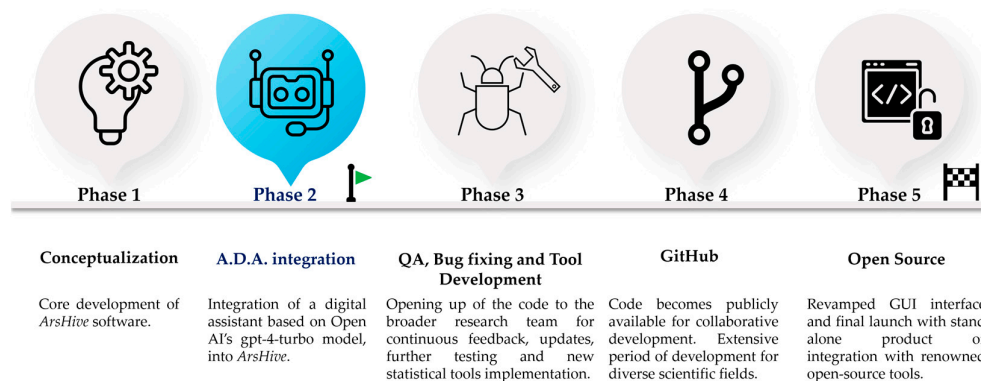 Phase 1
Phase 2
Phase 3
Phase 4
Phase 5
Conceptualization
Core development of
ArsHive software.
A.D.A. integration
Integration of a digital
assistant based on Open
AI's gpt-4-turbo model,
into ArsHive.
QA, Bug fixing and Tool
Development
Opening up of the code to the
broader research team for
continuous feedback, updates,
further testing and new
statistical tools implementation.
GitHub
Code becomes publicly
available for collaborative
development. Extensive
period of development for
diverse scientific fields.
Open Source
Revamped GUI interface
and final launch with stand
alone product
integration with renowned
open-source tools.